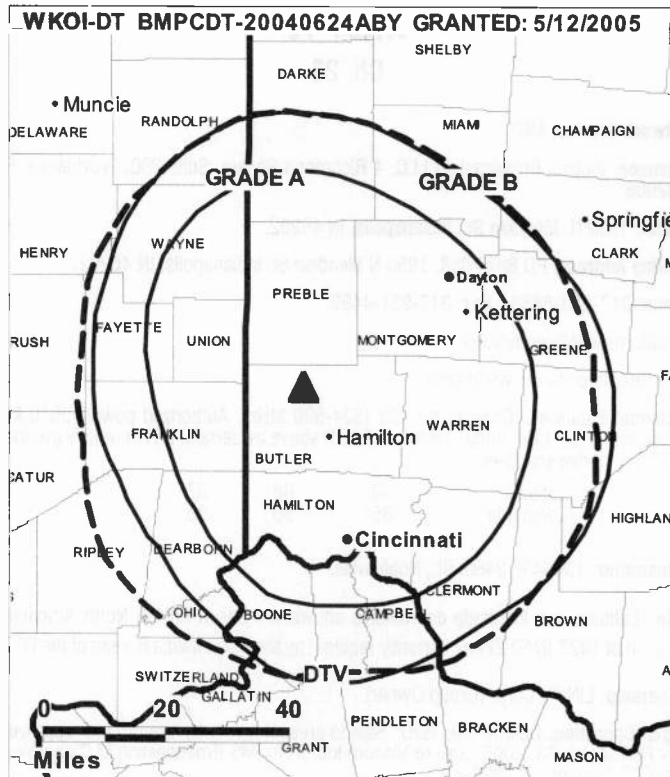 WKOI-DT BMPCDT-20040624ABY GRANTED: 5/12/2005
SHELBY
DARKE
Muncie
RANDOLPH
DELAWARE
MIAMI
CHAMPAIGN
GRADE A
GRADE B
Springfie
HENRY
WAYNE
CLARK
Dayton
PREBLE
Kettering
FAYETTE
RUSH
UNION
MONTGOMERY
GREENE
FA
WARREN
FRANKLIN
Hamilton
CLINTON
BUTLER
CATUR
HAMILTON
HIGHLAN
Cincinnati
RIPLEY
DEARBORN
CLERMONT
OHIO
BOONE
CAMPBELL
BROWN
DTV
SWITZERLAND
GALLATIN
0 20 40
PENDLETON
BRACKEN
GRANT
MASON
Miles